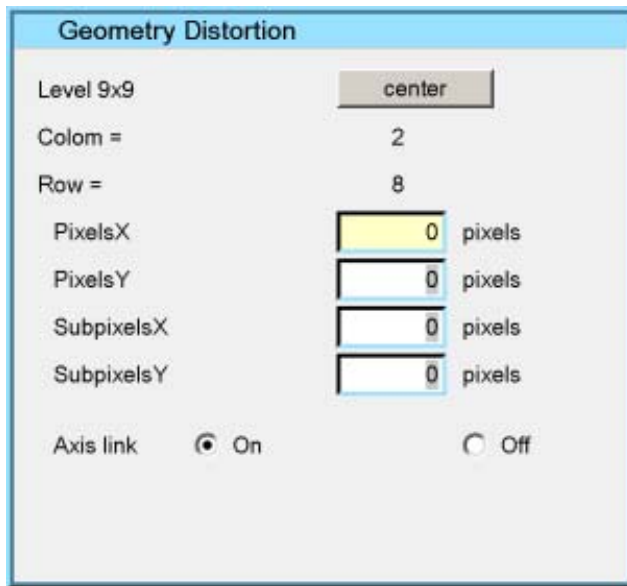 Geometry Distortion
Level 9x9 center
Colom = 2
Row = 8
PixelsX 0 pixels
PixelsY 0 pixels
SubpixelsX 0 pixels
SubpixelsY 0 pixels
Axis link On Off